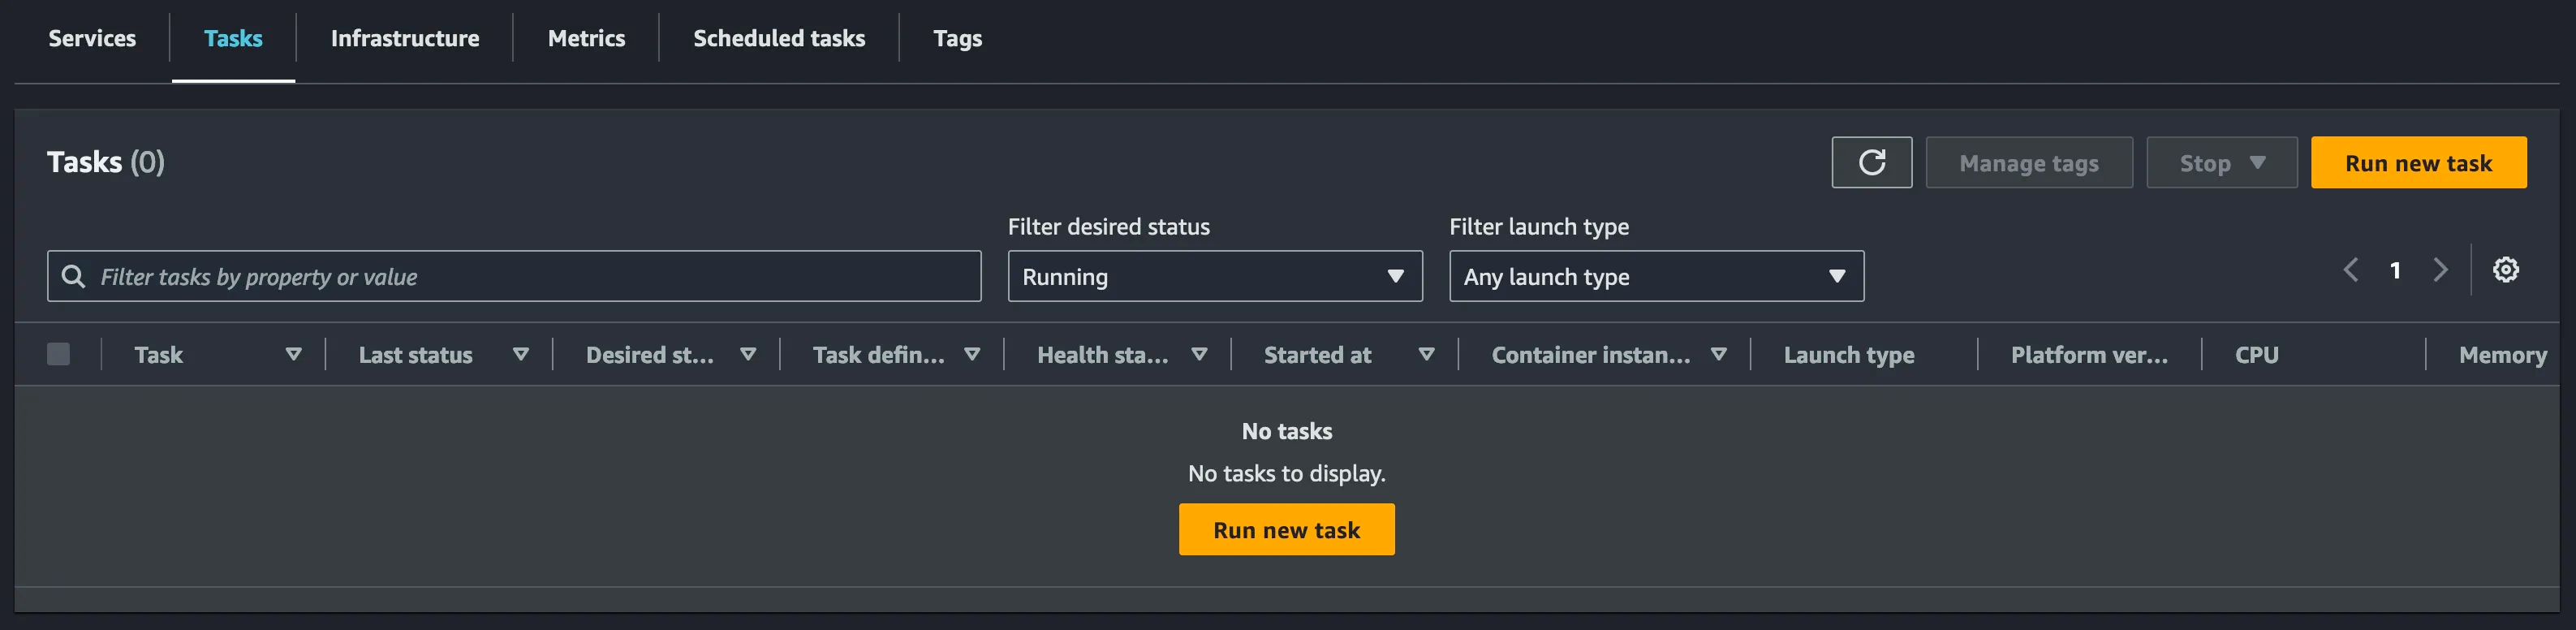 Services Tasks Infrastructure Metrics Scheduled tasks Tags
Tasks (0) Manage tags Stop Run new task
Filter desired status Filter launch type
Filter tasks by property or value Running Any launch type 1
Task Last status Desired st... Task defin... Health sta... Started at Container instan... Launch type Platform ver... CPU Memory
No tasks
No tasks to display.
Run new task